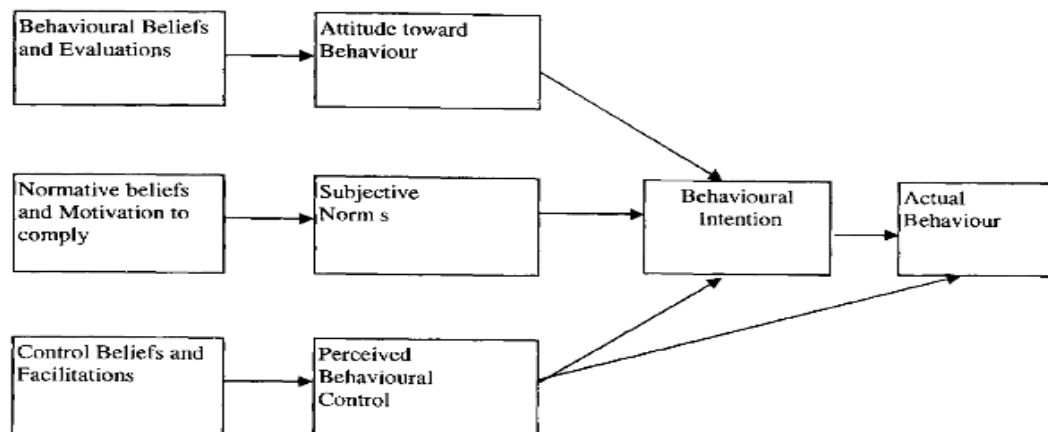 Behavioural Beliefs
and Evaluations
Attitude toward
Behaviour
Normative beliefs
and Motivation to
comply
Subjective
Norm s
Behavioural
Intention
Actual
Behaviour
Control Beliefs and
Facilitations
Perceived
Behavioural
Control